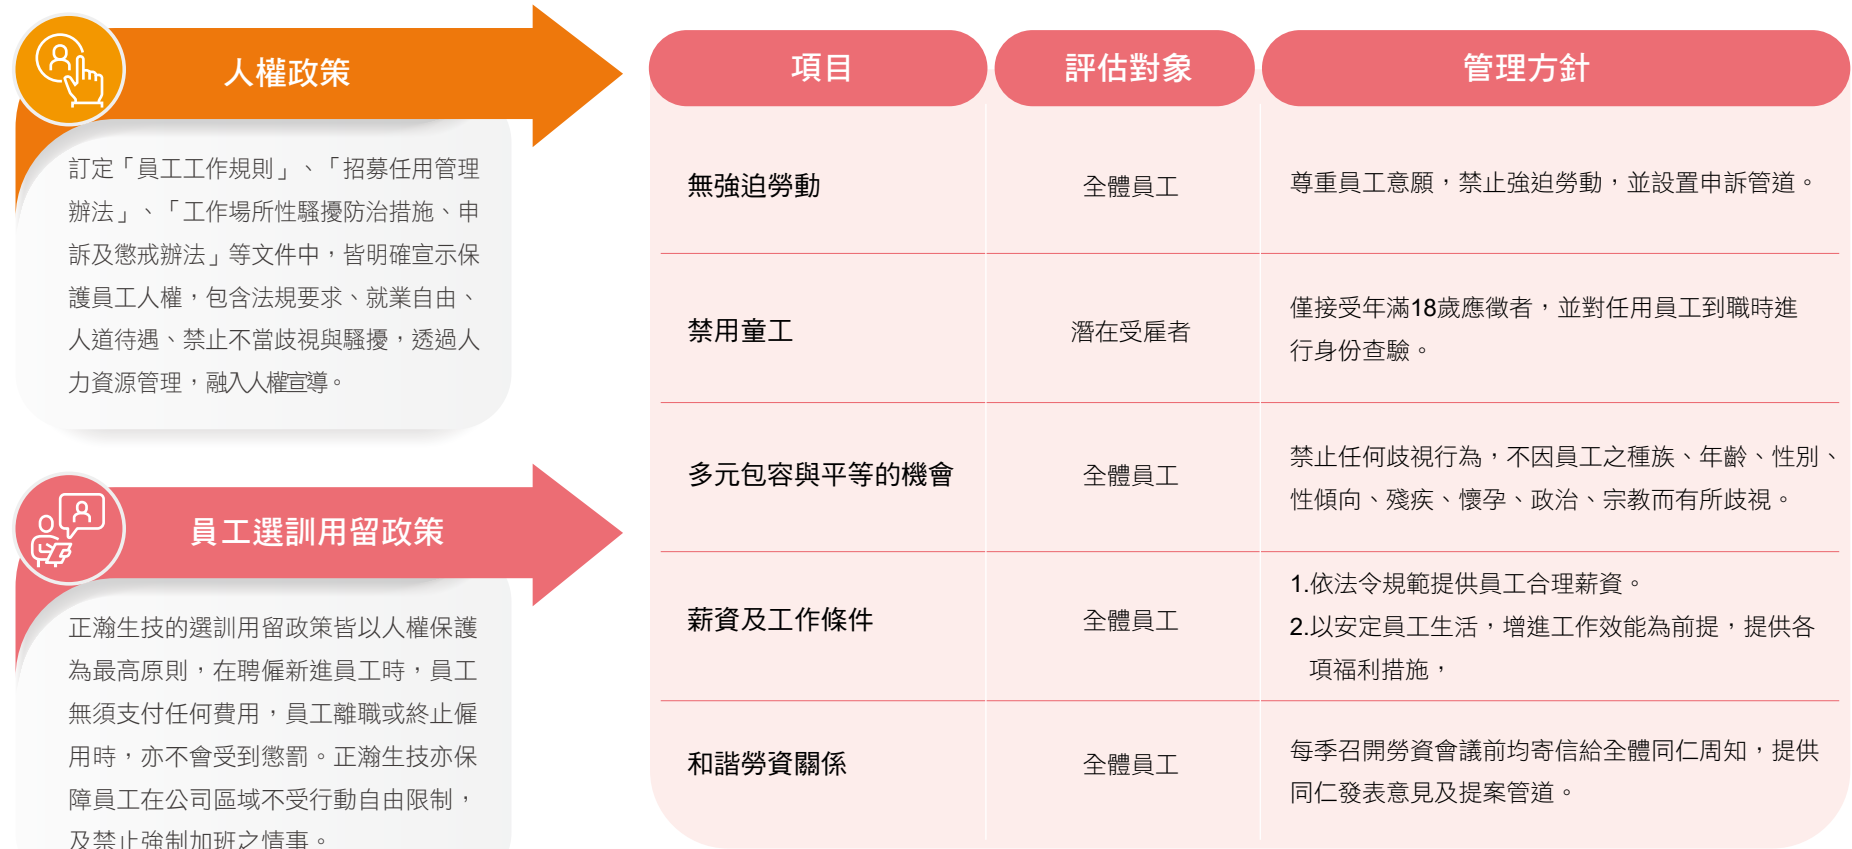 人權政策
訂定「員工工作規則」、「招募任用管理
辦法」、「工作場所性騷擾防治措施、申
訴及懲戒辦法」等文件中，皆明確宣示保
護員工人權，包含法規要求、就業自由、
人道待遇、禁止不當歧視與騷擾，透過人
力資源管理，融入人權宣導。
員工選訓用留政策
正瀚生技的選訓用留政策皆以人權保護
為最高原則，在聘僱新進員工時，員工
無須支付任何費用，員工離職或終止僱
用時，亦不會受到懲罰。正瀚生技亦保
障員工在公司區域不受行動自由限制，
及禁止強制加班之情事。
項目 評估對象 管理方針
無強迫勞動 全體員工 尊重員工意願，禁止強迫勞動，並設置申訴管道。
禁用童工 潛在受雇者 僅接受年滿18歲應徵者，並對任用員工到職時進
行身份查驗。
多元包容與平等的機會 全體員工 禁止任何歧視行為，不因員工之種族、年齡、性別、
性傾向、殘疾、懷孕、政治、宗教而有所歧視。
薪資及工作條件 全體員工 1.依法令規範提供員工合理薪資。
2.以安定員工生活，增進工作效能為前提，提供各
項福利措施，
和諧勞資關係 全體員工 每季召開勞資會議前均寄信給全體同仁周知，提供
同仁發表意見及提案管道。